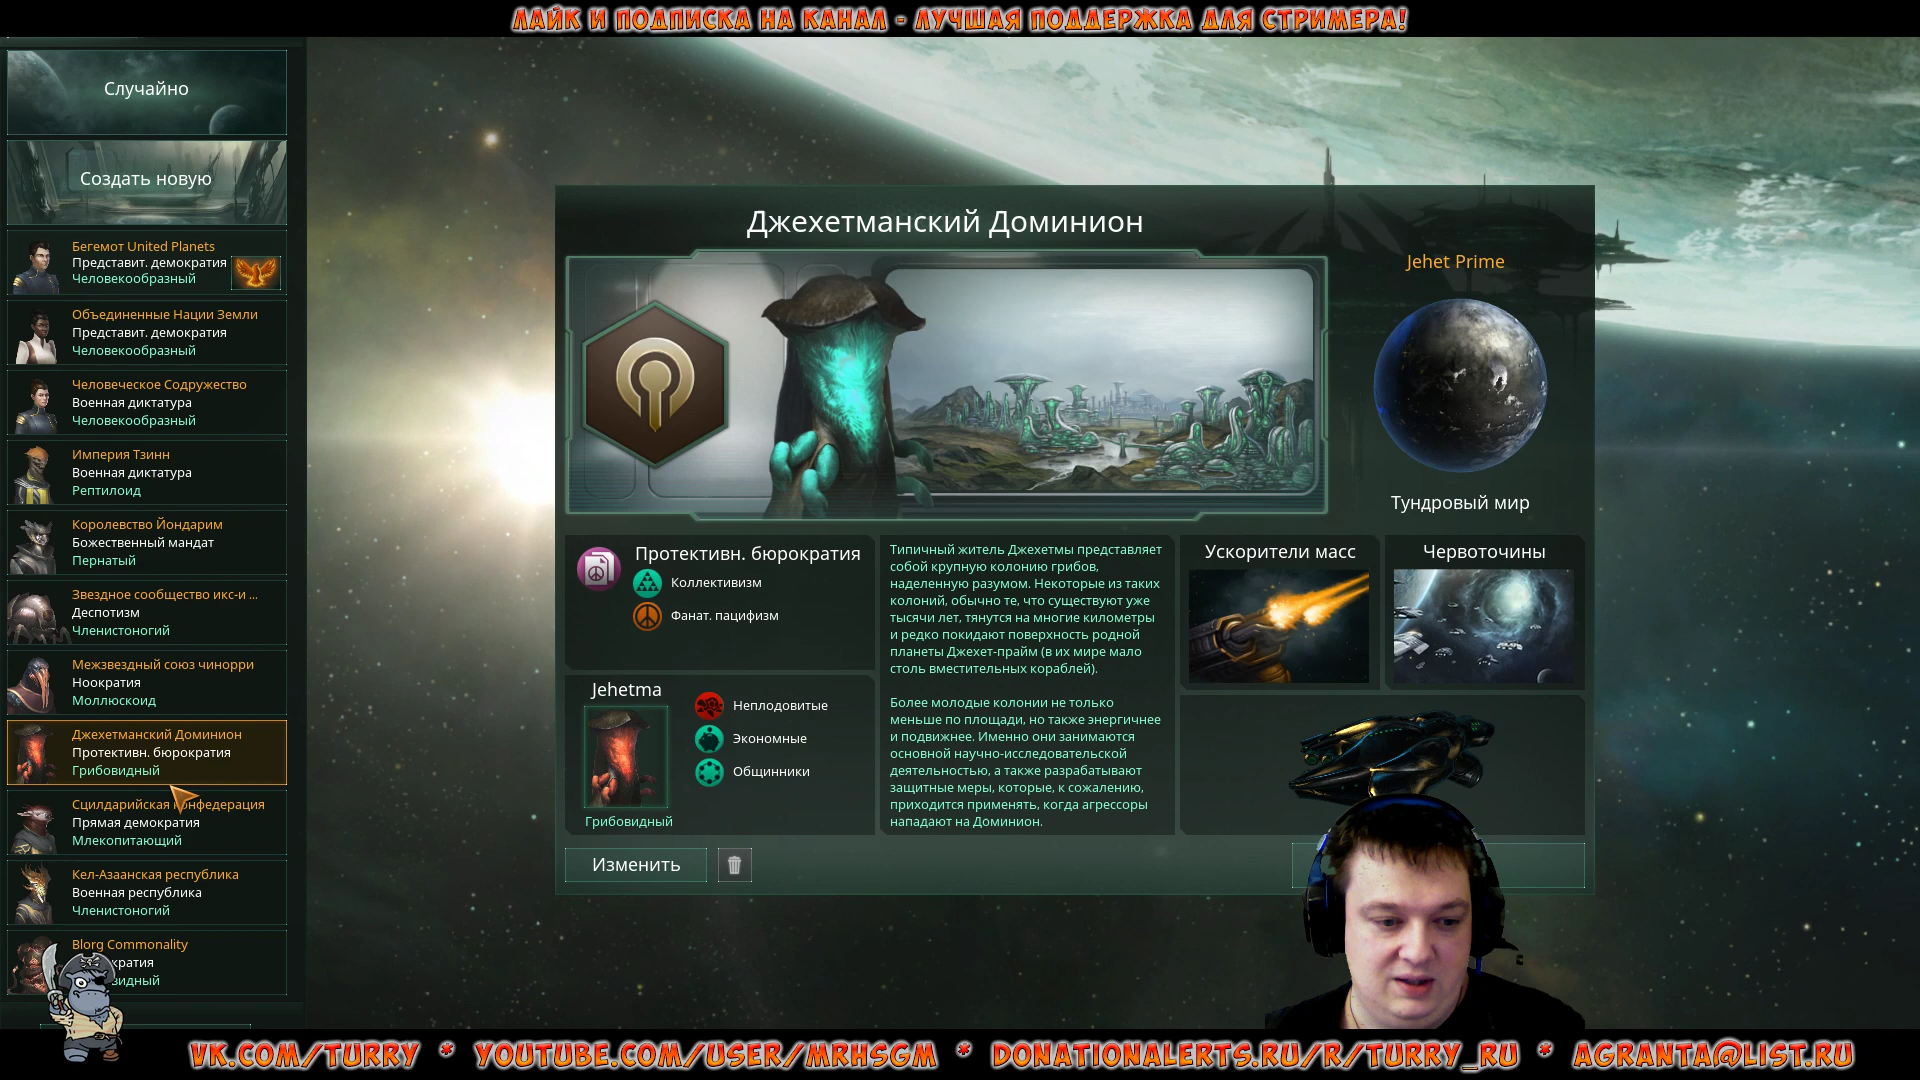 ЛАЙК И ПОДПИСКА НА КАНАЛ - ЛУЧШАЯ ПОДДЕРЖКА ДЛЯ СТРИМЕРА!
Случайно
Создать новую
Бегемот United Planets
Представит. демократия
Человекообразный
Объединенные Нации Земли
Представит. демократия
Человекообразный
Человеческое Содружество
Военная диктатура
Человекообразный
Империя Тзинн
Военная диктатура
Рептилоид
Королевство Йондарим
Божественный мандат
Пернатый
Звездное сообщество икс-и ...
Деспотизм
Членистоногий
Межзвездный союз чинорри
Ноократия
Моллюскоид
Джехетманский Доминион
Протективн. бюрократия
Грибовидный
Сцилдарийская
Прямая демократия
Млекопитающий
Кел-Азаанская республика
Военная республика
Членистоногий
Blorg Commonality
Джехетманский Доминион
Jehet Prime
Тундровый мир
Протективн. бюрократия
Коллективизм
Фанат. пацифизм
Jehetma
Неплодовитые
Экономные
Общинники
Грибовидный
Типичный житель Джехетмы представляет
собой крупную колонию грибов,
наделенную разумом. Некоторые из таких
колоний, обычно те, что существуют уже
тысячи лет, тянутся на многие километры
и редко покидают поверхность родной
планеты Джехет-прайм (в их мире мало
столь вместительных кораблей).
Более молодые колонии не только
меньше по площади, но также энергичнее
и подвижнее. Именно они занимаются
основной научно-исследовательской
деятельностью, а также разрабатывают
защитные меры, которые, к сожалению,
приходится применять, когда агрессоры
нападают на Доминион.
Ускорители масс
Червоточины
Изменить
VK.COM/TURRY * YOUTUBE.COM/USER/MRHSGM * DONATIONALERTS.RU/R/TURRY_RU * AGRANTA@LIST.RU